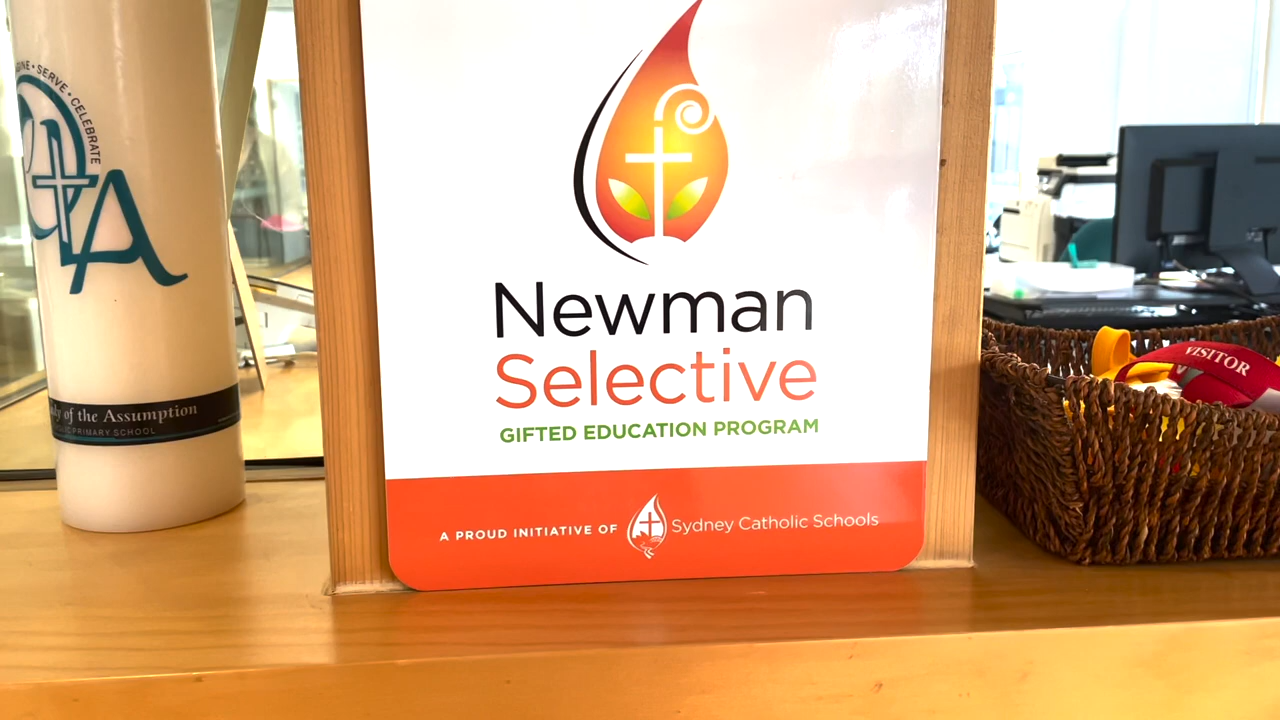 SERVE • CELEBRATE
of the Assumption
PRIMARY SCHOOL
Newman
Selective
GIFTED EDUCATION PROGRAM
A PROUD INITIATIVE OF Sydney Catholic Schools
VISITOR